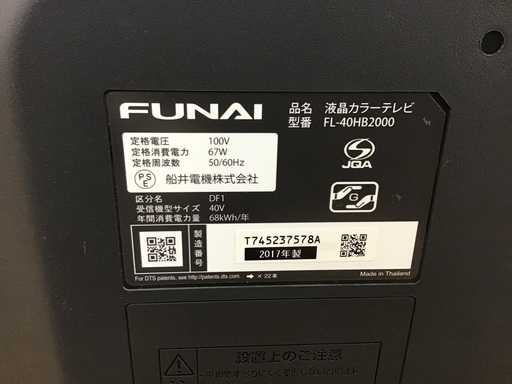 FUNAI
品名 液晶カラーテレビ
型番 FL-40HB2000
定格電圧 100V
定格消費電力 67W
定格周波数 50/60Hz
PSE 船井電機株式会社
JQA
G
区分名 DF1
受信機型サイズ 40V
年間消費電力量 68kWh/年
製造番号
T745237578A
2017年製
For DTS patents, see http://patents.dts.com.
× 22本
Made in Thailand
設置上のご注意